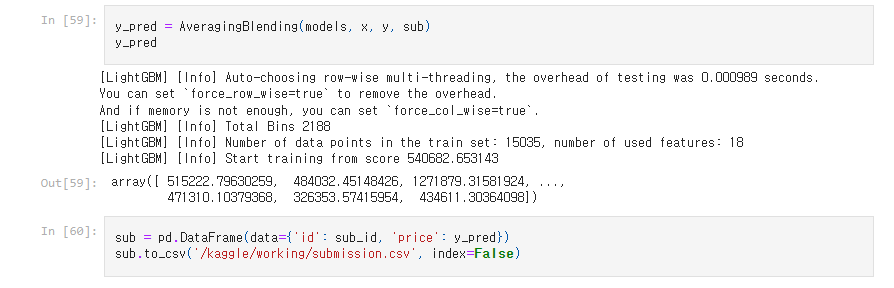 In [59]:
y_pred = AveragingBlending(models, x, y, sub)
y_pred
[LightGBM] [Info] Auto-choosing row-wise multi-threading, the overhead of testing was 0.000989 seconds.
You can set `force_row_wise=true` to remove the overhead.
And if memory is not enough, you can set `force_col_wise=true`.
[LightGBM] [Info] Total Bins 2188
[LightGBM] [Info] Number of data points in the train set: 15035, number of used features: 18
[LightGBM] [Info] Start training from score 540682.653143
Out[59]:
array([ 515222.79630259,  484032.45148426, 1271879.31581924, ...,
        471310.10379368,  326353.57415954,  434611.30364098])
In [60]:
sub = pd.DataFrame(data={'id': sub_id, 'price': y_pred})
sub.to_csv('/kaggle/working/submission.csv', index=False)